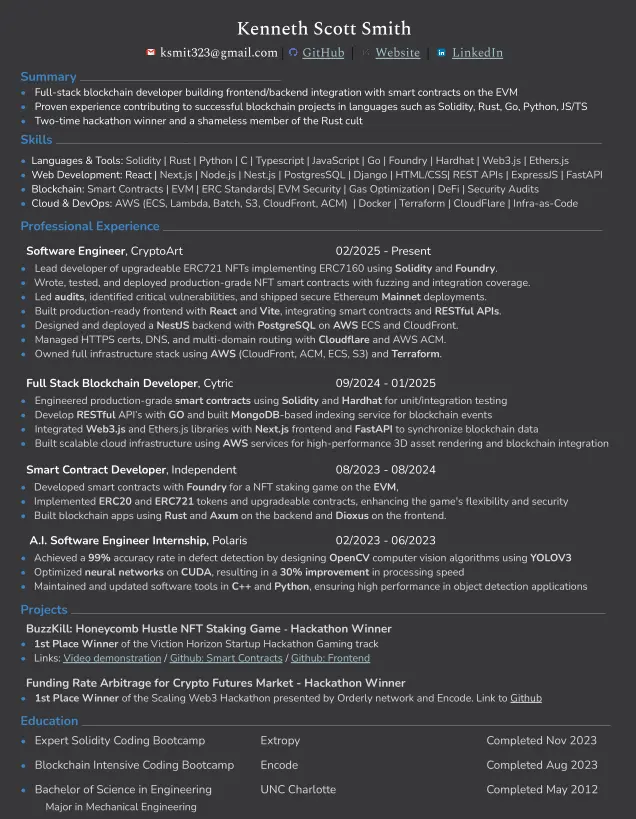 Kenneth Scott Smith
ksmit323@gmail.com | GitHub | Website | LinkedIn
Summary
• Full-stack blockchain developer building frontend/backend integration with smart contracts on the EVM
• Proven experience contributing to successful blockchain projects in languages such as Solidity, Rust, Go, Python, JS/TS
• Two-time hackathon winner and a shameless member of the Rust cult
Skills
• Languages & Tools: Solidity | Rust | Python | C | Typescript | JavaScript | Go | Foundry | Hardhat | Web3.js | Ethers.js
• Web Development: React | Next.js | Node.js | Nest.js | PostgresSQL | Django | HTML/CSS| REST APIs | ExpressJS | FastAPI
• Blockchain: Smart Contracts | EVM | ERC Standards| EVM Security | Gas Optimization | DeFi | Security Audits
• Cloud & DevOps: AWS (ECS, Lambda, Batch, S3, CloudFront, ACM) | Docker | Terraform | CloudFlare | Infra-as-Code
Professional Experience
Software Engineer, CryptoArt 02/2025 - Present
• Lead developer of upgradeable ERC721 NFTs implementing ERC7160 using Solidity and Foundry.
• Wrote, tested, and deployed production-grade NFT smart contracts with fuzzing and integration coverage.
• Led audits, identified critical vulnerabilities, and shipped secure Ethereum Mainnet deployments.
• Built production-ready frontend with React and Vite, integrating smart contracts and RESTful APIs.
• Designed and deployed a NestJS backend with PostgreSQL on AWS ECS and CloudFront.
• Managed HTTPS certs, DNS, and multi-domain routing with Cloudflare and AWS ACM.
• Owned full infrastructure stack using AWS (CloudFront, ACM, ECS, S3) and Terraform.
Full Stack Blockchain Developer, Cytric 09/2024 - 01/2025
• Engineered production-grade smart contracts using Solidity and Hardhat for unit/integration testing
• Develop RESTful API's with GO and built MongoDB-based indexing service for blockchain events
• Integrated Web3.js and Ethers.js libraries with Next.js frontend and FastAPI to synchronize blockchain data
• Built scalable cloud infrastructure using AWS services for high-performance 3D asset rendering and blockchain integration
Smart Contract Developer, Independent 08/2023 - 08/2024
• Developed smart contracts with Foundry for a NFT staking game on the EVM,
• Implemented ERC20 and ERC721 tokens and upgradeable contracts, enhancing the game's flexibility and security
• Built blockchain apps using Rust and Axum on the backend and Dioxus on the frontend.
A.I. Software Engineer Internship, Polaris 02/2023 - 06/2023
• Achieved a 99% accuracy rate in defect detection by designing OpenCV computer vision algorithms using YOLOV3
• Optimized neural networks on CUDA, resulting in a 30% improvement in processing speed
• Maintained and updated software tools in C++ and Python, ensuring high performance in object detection applications
Projects
BuzzKill: Honeycomb Hustle NFT Staking Game - Hackathon Winner
• 1st Place Winner of the Viction Horizon Startup Hackathon Gaming track
• Links: Video demonstration / Github: Smart Contracts / Github: Frontend
Funding Rate Arbitrage for Crypto Futures Market - Hackathon Winner
• 1st Place Winner of the Scaling Web3 Hackathon presented by Orderly network and Encode. Link to Github
Education
• Expert Solidity Coding Bootcamp Extropy Completed Nov 2023
• Blockchain Intensive Coding Bootcamp Encode Completed Aug 2023
• Bachelor of Science in Engineering UNC Charlotte Completed May 2012
Major in Mechanical Engineering